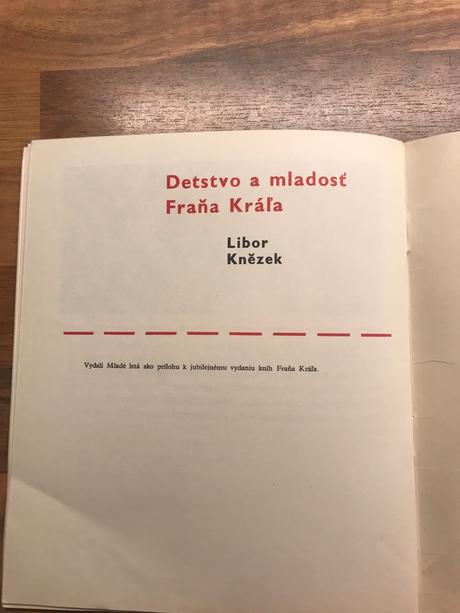 Detstvo a mladosť
Fraňa Kráľa
Libor
Knězek
Vydali Mladé letá ako prílohu k jubilejnému vydaniu kníh Fraňa Kráľa.